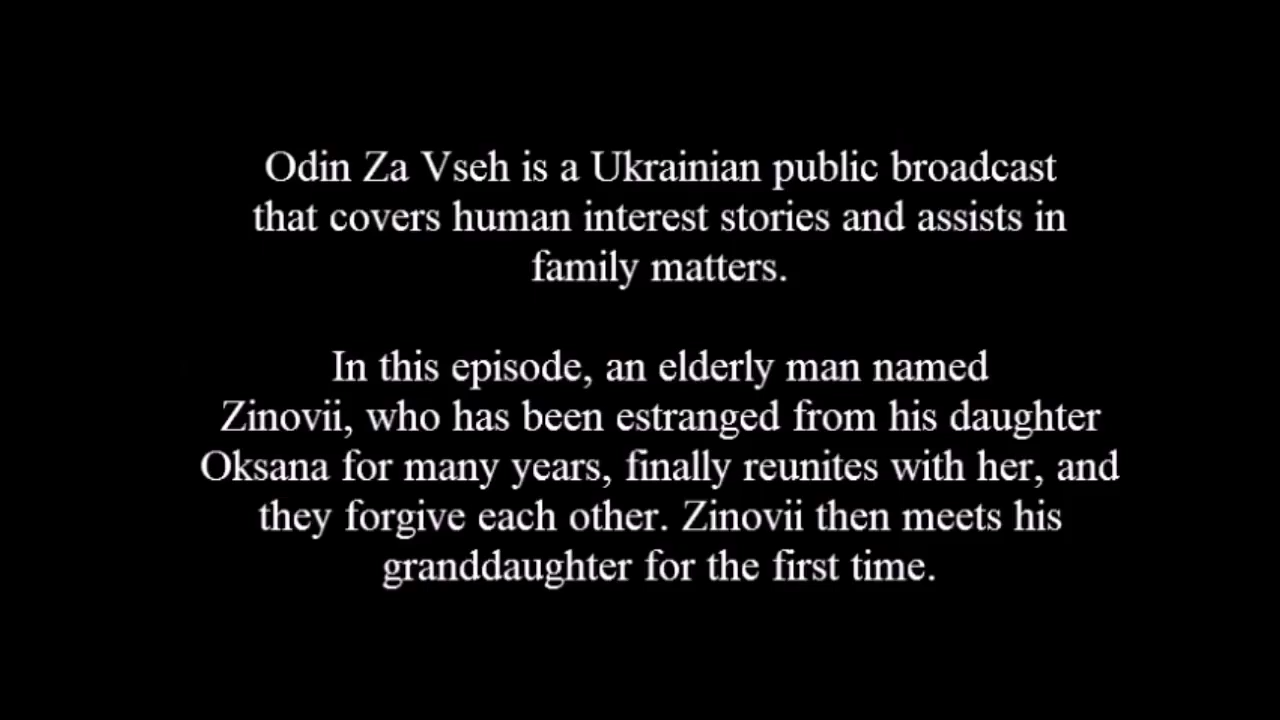 Odin Za Vseh is a Ukrainian public broadcast
that covers human interest stories and assists in
family matters.
In this episode, an elderly man named
Zinovii, who has been estranged from his daughter
Oksana for many years, finally reunites with her, and
they forgive each other. Zinovii then meets his
granddaughter for the first time.